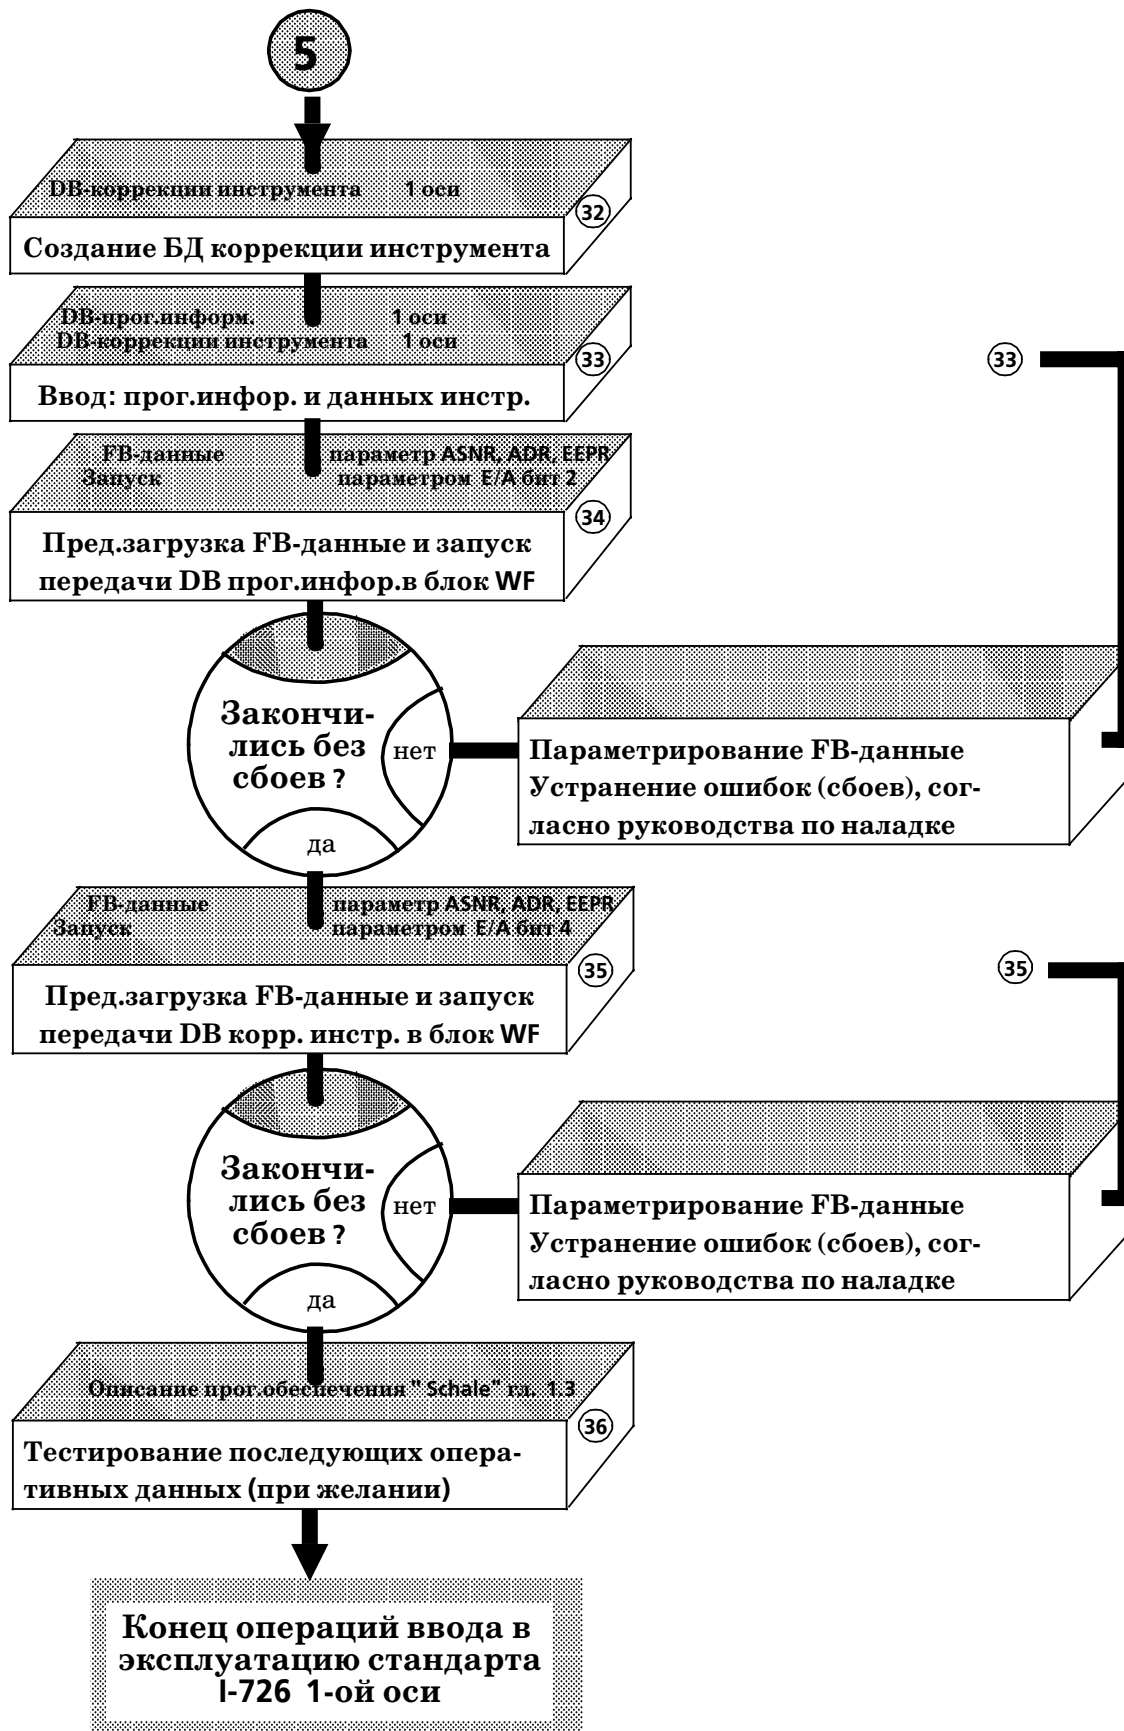 5
DB-коррекции инструмента 1 оси
32
Создание БД коррекции инструмента
DB-прог.информ. 1 оси
DB-коррекции инструмента 1 оси
33
Ввод: прог.инфор. и данных инстр.
33
FB-данные параметр ASNR, ADR, EEPR
Запуск параметром E/A бит 2
34
Пред.загрузка FB-данные и запуск
передачи DB прог.инфор.в блок WF
Закончи-
лись без
сбоев ?
нет
да
Параметрирование FB-данные
Устранение ошибок (сбоев), сог-
ласно руководства по наладке
FB-данные параметр ASNR, ADR, EEPR
Запуск параметром E/A бит 4
35
Пред.загрузка FB-данные и запуск
передачи DB корр. инстр. в блок WF
35
Закончи-
лись без
сбоев ?
нет
да
Параметрирование FB-данные
Устранение ошибок (сбоев), сог-
ласно руководства по наладке
Описание прог.обеспечения " Schale" гл. 1.3
36
Тестирование последующих опера-
тивных данных (при желании)
Конец операций ввода в
эксплуатацию стандарта
I-726 1-ой оси